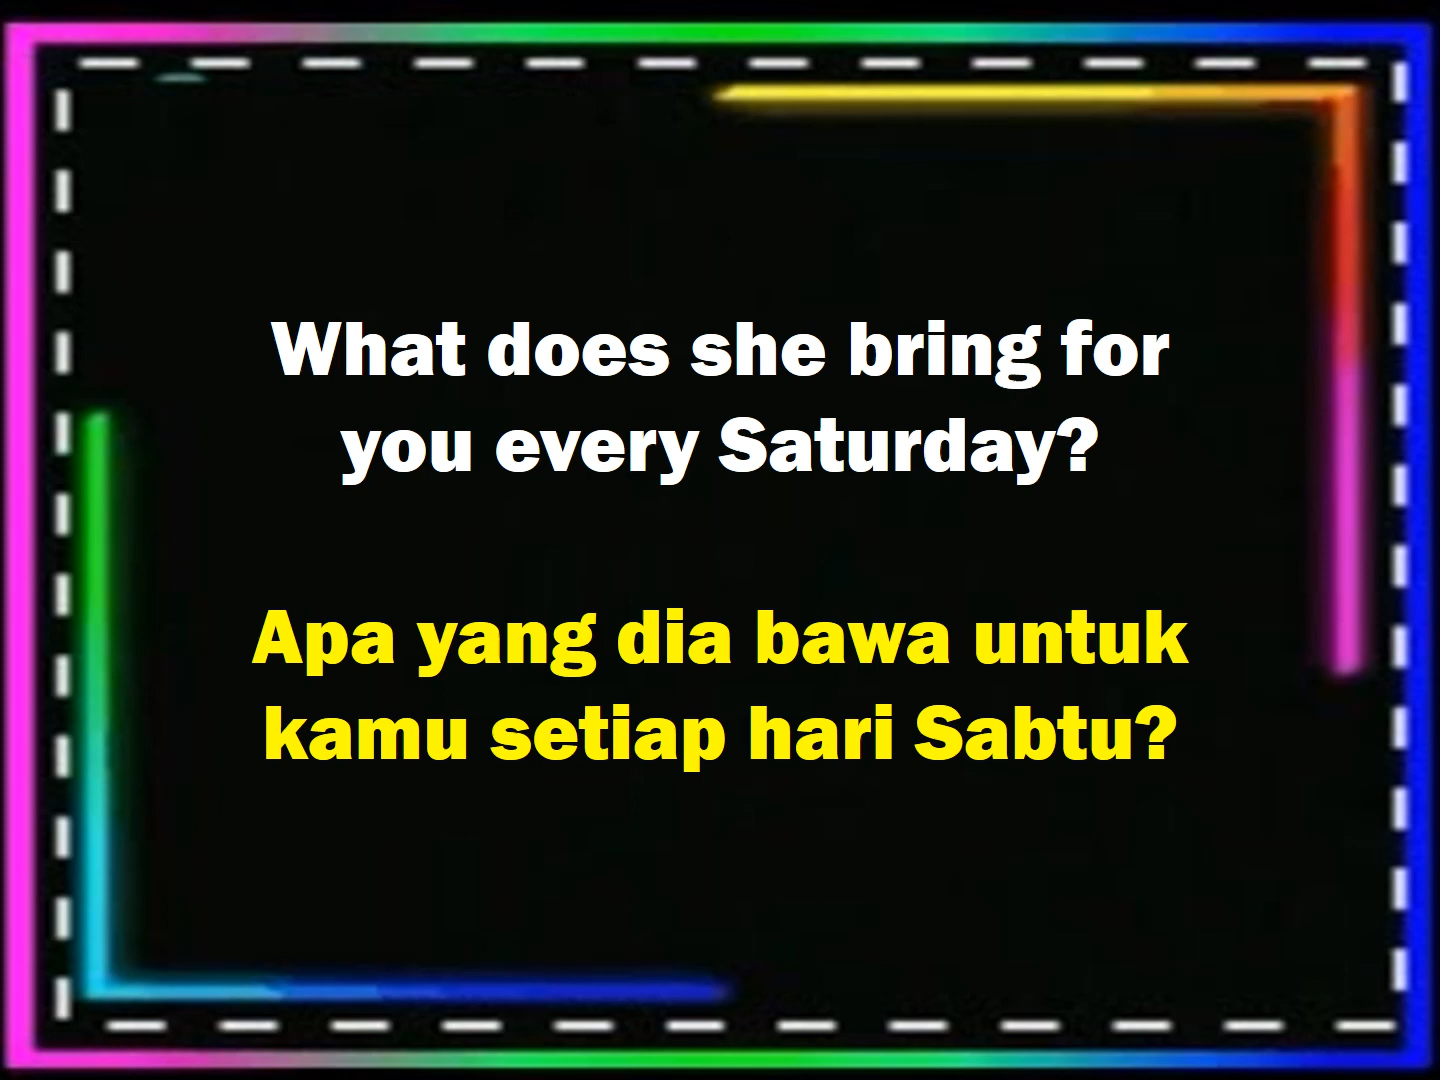 What does she bring for
you every Saturday?
Apa yang dia bawa untuk
kamu setiap hari Sabtu?